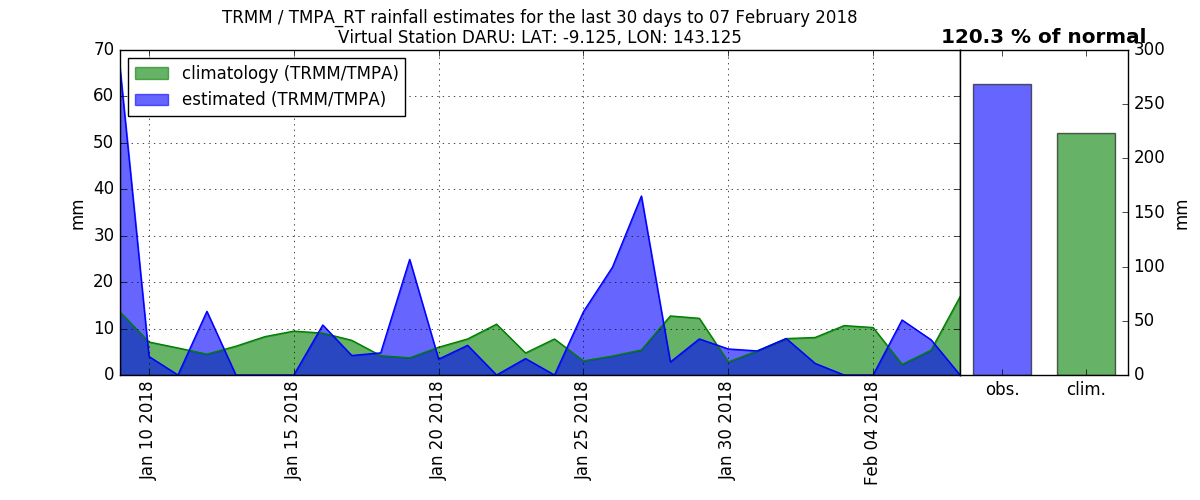 TRMM / TMPA_RT rainfall estimates for the last 30 days to 07 February 2018
Virtual Station DARU: LAT: -9.125, LON: 143.125
120.3 % of normal
climatology (TRMM/TMPA)
estimated (TRMM/TMPA)
70
60
50
40
30
20
10
0
mm
Jan 10 2018
Jan 15 2018
Jan 20 2018
Jan 25 2018
Jan 30 2018
Feb 04 2018
obs.
clim.
300
250
200
150
100
50
0
mm